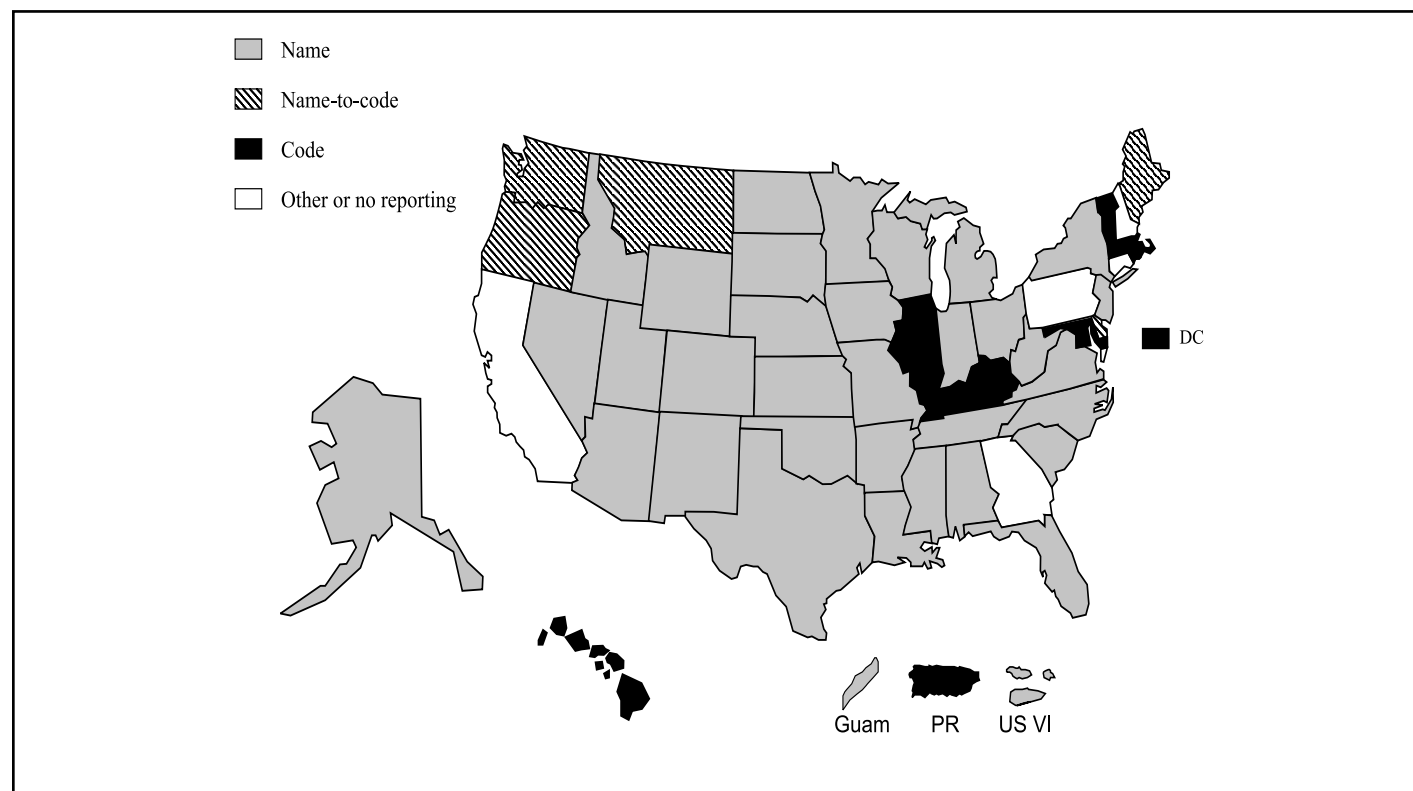 Name
Name-to-code
Code
Other or no reporting
DC
Guam
PR
US VI